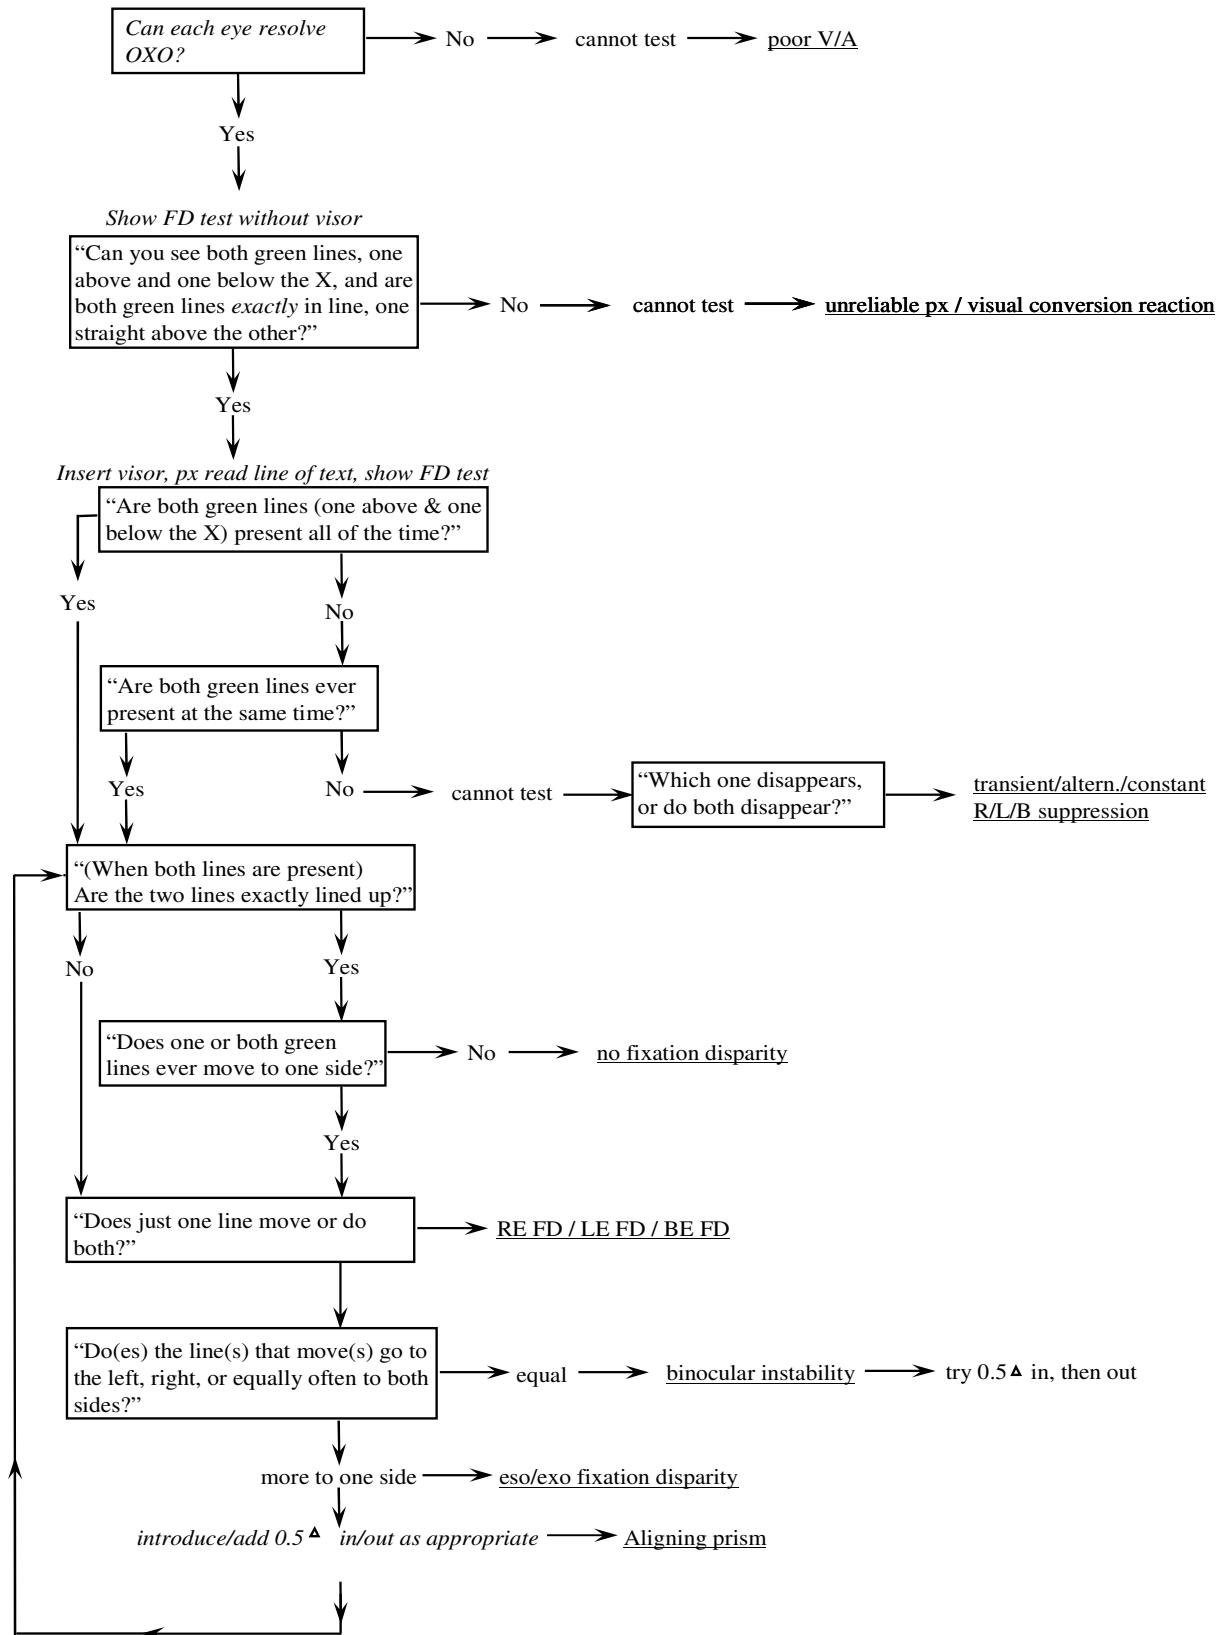 Can each eye resolve
OXO?
No
cannot test
poor V/A
Yes
Show FD test without visor
“Can you see both green lines, one
above and one below the X, and are
both green lines exactly in line, one
straight above the other?”
No
cannot test
unreliable px / visual conversion reaction
Yes
Insert visor, px read line of text, show FD test
“Are both green lines (one above & one
below the X) present all of the time?”
Yes
No
“Are both green lines ever
present at the same time?”
Yes
No
cannot test
“Which one disappears,
or do both disappear?”
transient/altern./constant
R/L/B suppression
“(When both lines are present)
Are the two lines exactly lined up?”
No
Yes
“Does one or both green
lines ever move to one side?”
No
no fixation disparity
Yes
“Does just one line move or do
both?”
RE FD / LE FD / BE FD
“Do(es) the line(s) that move(s) go to
the left, right, or equally often to both
sides?”
equal
binocular instability
try 0.5 Δ in, then out
more to one side
eso/exo fixation disparity
introduce/add 0.5 Δ in/out as appropriate
Aligning prism